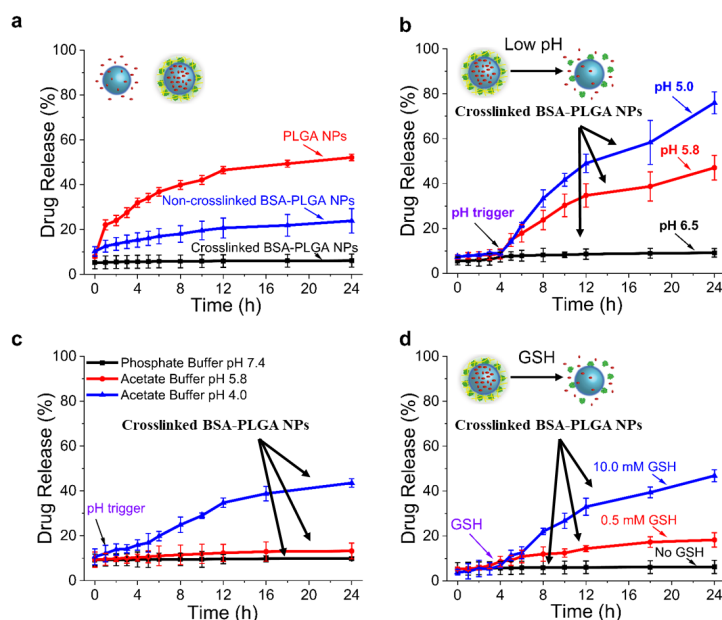 a
100
80
60
40
20
0
Drug Release (%)
PLGA NPs
Non-crosslinked BSA-PLGA NPs
Crosslinked BSA-PLGA NPs
0 4 8 12 16 20 24
Time (h)
b
100
80
60
40
20
0
Drug Release (%)
Low pH
Crosslinked BSA-PLGA NPs
pH 5.0
pH 5.8
pH trigger
pH 6.5
0 4 8 12 16 20 24
Time (h)
c
100
80
60
40
20
0
Drug Release (%)
Phosphate Buffer pH 7.4
Acetate Buffer pH 5.8
Acetate Buffer pH 4.0
Crosslinked BSA-PLGA NPs
pH trigger
0 4 8 12 16 20 24
Time (h)
d
100
80
60
40
20
0
Drug Release (%)
GSH
Crosslinked BSA-PLGA NPs
10.0 mM GSH
GSH
0.5 mM GSH
No GSH
0 4 8 12 16 20 24
Time (h)